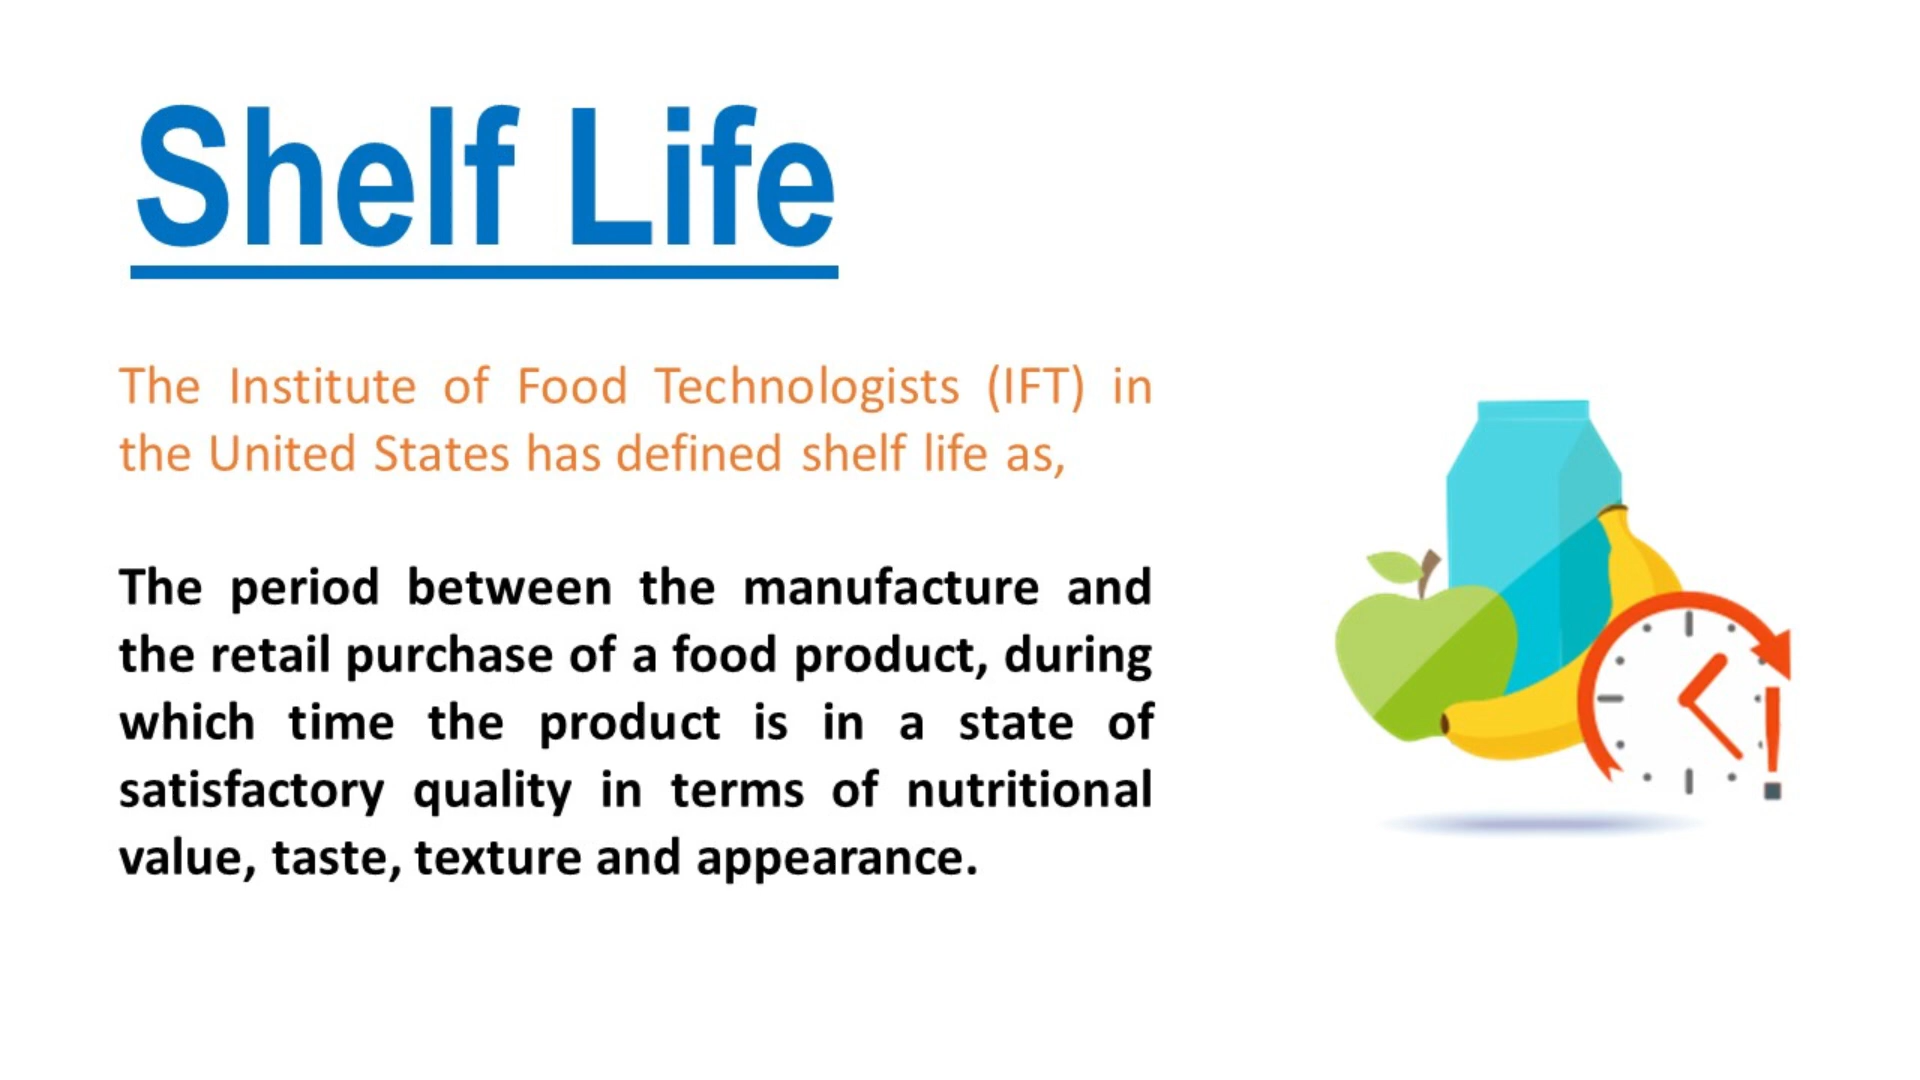 Shelf Life
The Institute of Food Technologists (IFT) in
the United States has defined shelf life as,
The period between the manufacture and
the retail purchase of a food product, during
which time the product is in a state of
satisfactory quality in terms of nutritional
value, taste, texture and appearance.